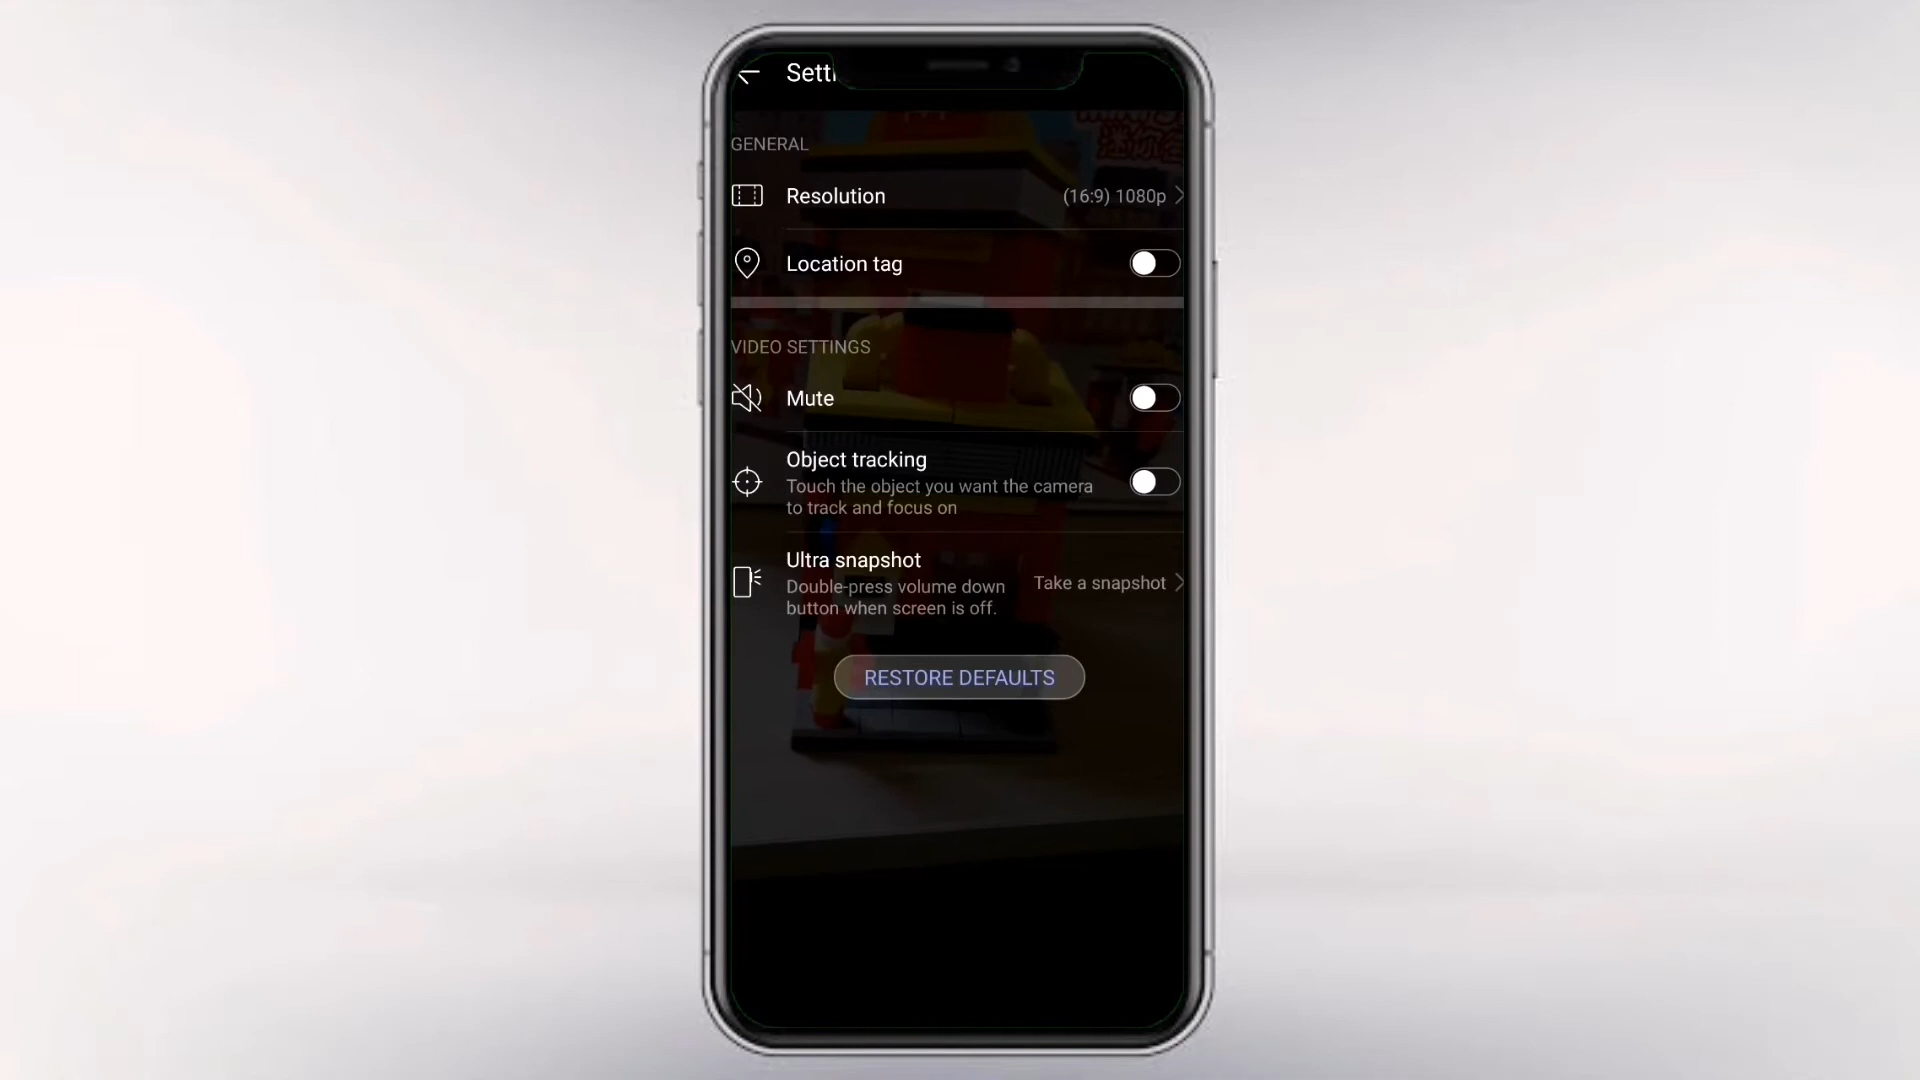 Setti
GENERAL
Resolution (16:9) 1080p
Location tag
VIDEO SETTINGS
Mute
Object tracking
Touch the object you want the camera
to track and focus on
Ultra snapshot
Double-press volume down
button when screen is off.
Take a snapshot
RESTORE DEFAULTS